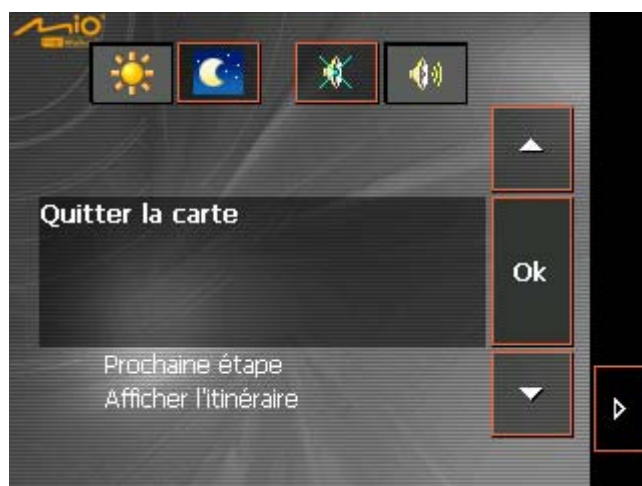 Mio
Quitter la carte
Ok
Prochaine étape
Afficher l'itinéraire